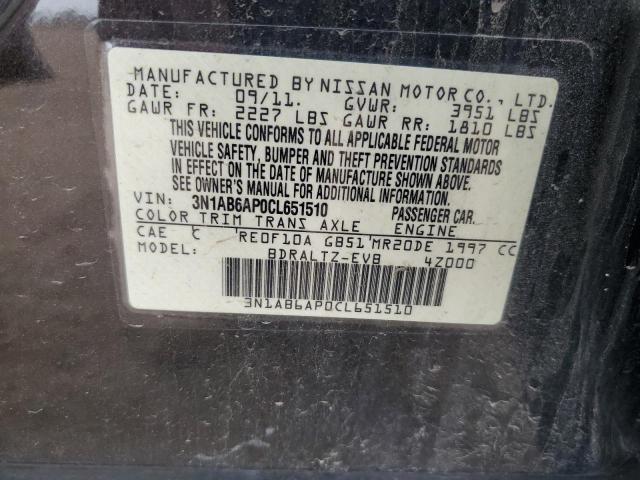 MANUFACTURED BY NISSAN MOTOR CO., LTD.
DATE: 09/11. GVWR: 3951 LBS
GAWR FR: 2227 LBS GAWR RR: 1810 LBS
THIS VEHICLE CONFORMS TO ALL APPLICABLE FEDERAL MOTOR
VEHICLE SAFETY, BUMPER AND THEFT PREVENTION STANDARDS
IN EFFECT ON THE DATE OF MANUFACTURE SHOWN ABOVE.
SEE OWNER'S MANUAL FOR ADDITIONAL INFORMATION.
VIN: 3N1AB6AP0CL651510 PASSENGER CAR.
COLOR TRIM TRANS AXLE ENGINE
CAE C RE0F10A GB51 MR20DE 1997 CC
MODEL: BDRALTZ-EVB 4Z000
3N1AB6AP0CL651510